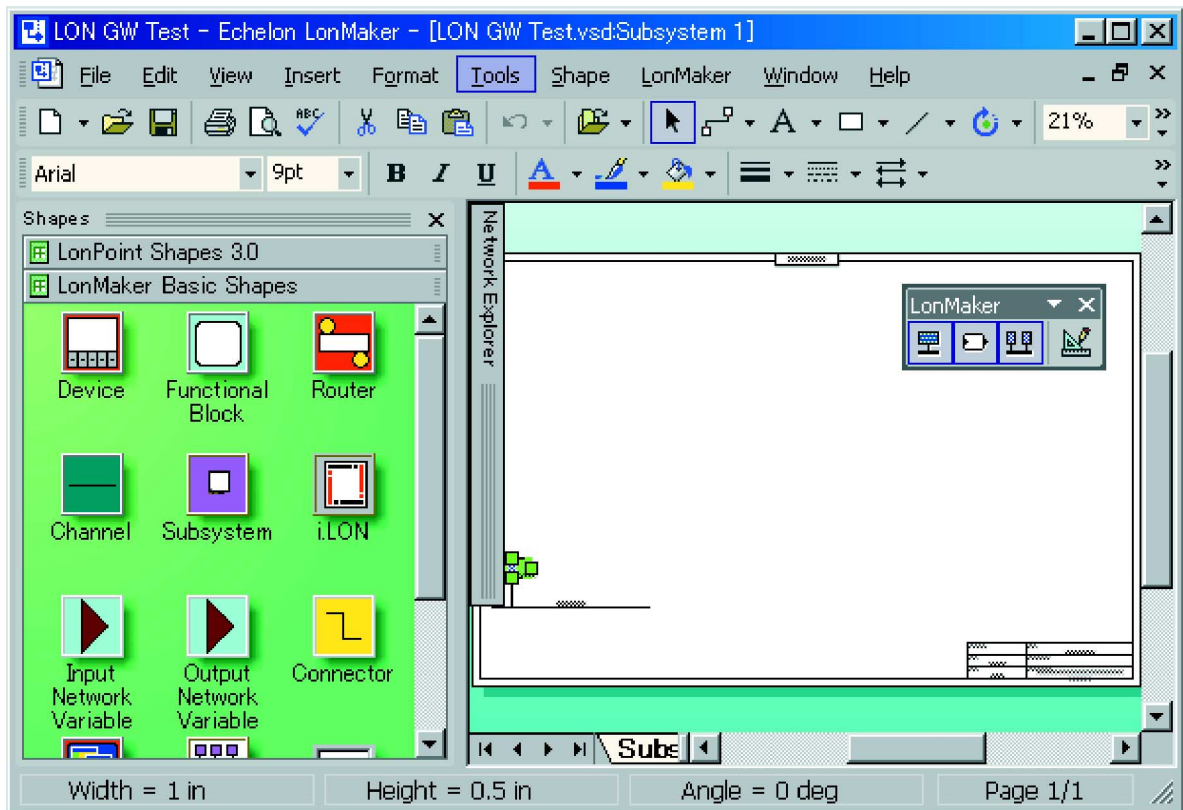 LON GW Test - Echelon LonMaker - [LON GW Test.vsd:Subsystem 1]
File Edit View Insert Format Tools Shape LonMaker Window Help
ABC
A
21%
Arial
9pt
B I U A
Shapes
LonPoint Shapes 3.0
LonMaker Basic Shapes
Device
Functional
Block
Router
Channel
Subsystem
i.LON
Input
Network
Variable
Output
Network
Variable
Connector
Network Explorer
LonMaker
Subs
Width = 1 in
Height = 0.5 in
Angle = 0 deg
Page 1/1